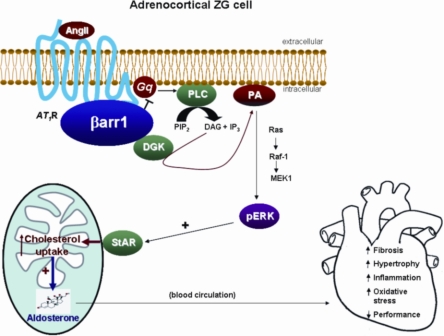 Adrenocortical ZG cell
AngII
extracellular
intracellular
Gq
PLC
PA
AT₁R
βarr1
PIP₂
DAG + IP₃
DGK
Ras
Raf-1
MEK1
pERK
+
StAR
Cholesterol
uptake
+
Aldosterone
(blood circulation)
Fibrosis
Hypertrophy
Inflammation
Oxidative
stress
Performance